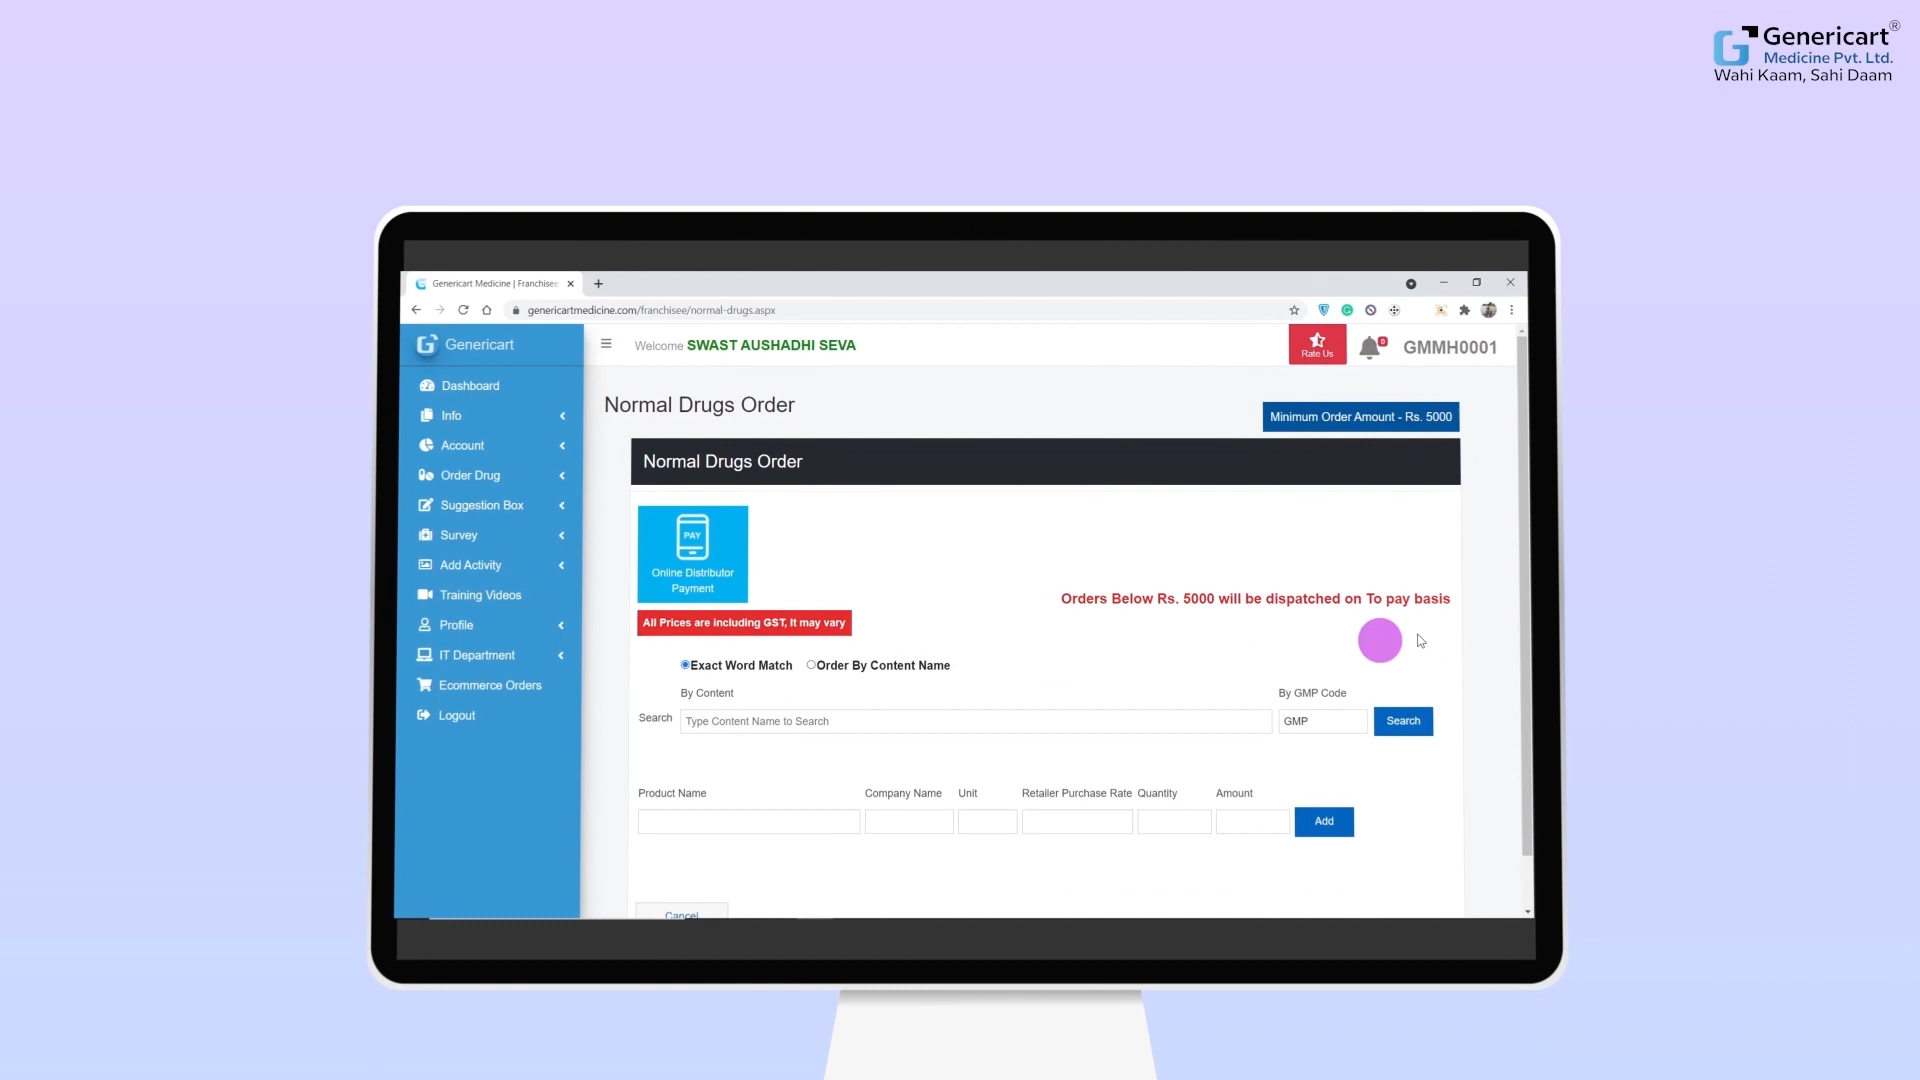 Genericart®
Medicine Pvt. Ltd.
Wahi Kaam, Sahi Daam
Genericart Medicine | Franchisee
genericartmedicine.com/franchisee/normal-drugs.aspx
Genericart
Welcome SWAST AUSHADHI SEVA
Rate Us
0
GMMH0001
Dashboard
Info
Account
Order Drug
Suggestion Box
Survey
Add Activity
Training Videos
Profile
IT Department
Ecommerce Orders
Logout
Normal Drugs Order
Minimum Order Amount - Rs. 5000
Normal Drugs Order
PAY
Online Distributor
Payment
Orders Below Rs. 5000 will be dispatched on To pay basis
All Prices are including GST, It may vary
Exact Word Match Order By Content Name
By Content By GMP Code
Search Type Content Name to Search GMP Search
Product Name Company Name Unit Retailer Purchase Rate Quantity Amount
Add
Cancel